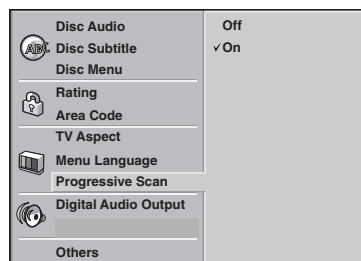 Disc Audio
Disc Subtitle
Disc Menu
Rating
Area Code
TV Aspect
Menu Language
Progressive Scan
Digital Audio Output
Others
Off
✓On
ABC